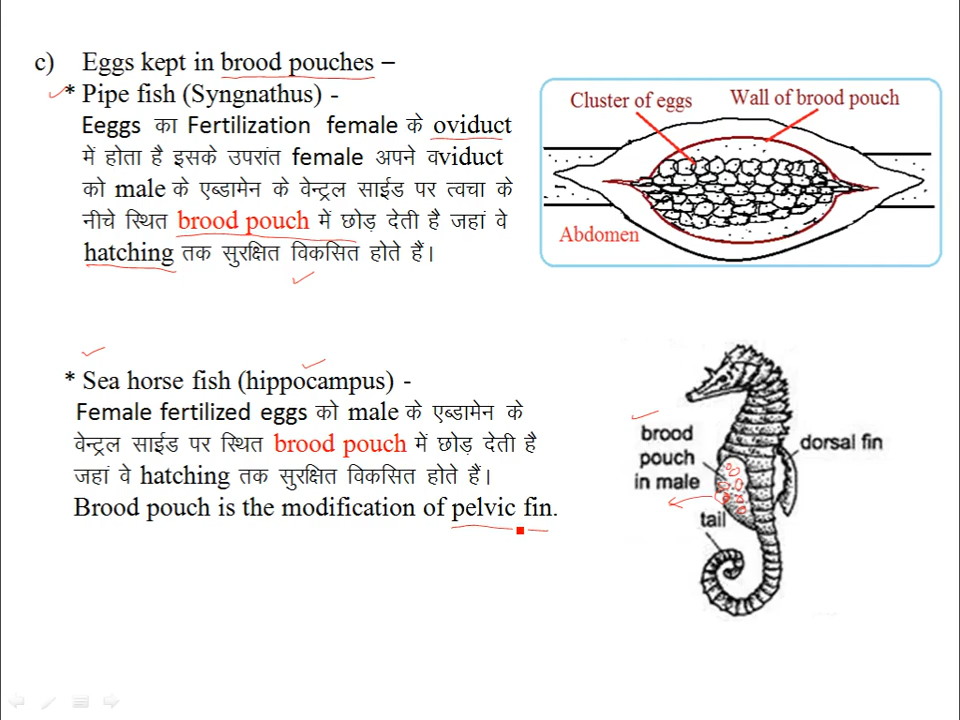 c) Eggs kept in brood pouches –
* Pipe fish (Syngnathus) -
Eeggs का Fertilization female के oviduct
में होता है इसके उपरांत female अपने वviduct
को male के एब्डामेन के वेन्ट्रल साईड पर त्वचा के
नीचे स्थित brood pouch में छोड़ देती है जहां वे
hatching तक सुरक्षित विकसित होते हैं।
Cluster of eggs
Wall of brood pouch
Abdomen
* Sea horse fish (hippocampus) -
Female fertilized eggs को male के एब्डामेन के
वेन्ट्रल साईड पर स्थित brood pouch में छोड़ देती है
जहां वे hatching तक सुरक्षित विकसित होते हैं।
Brood pouch is the modification of pelvic fin.
brood
pouch
in male
dorsal fin
tail